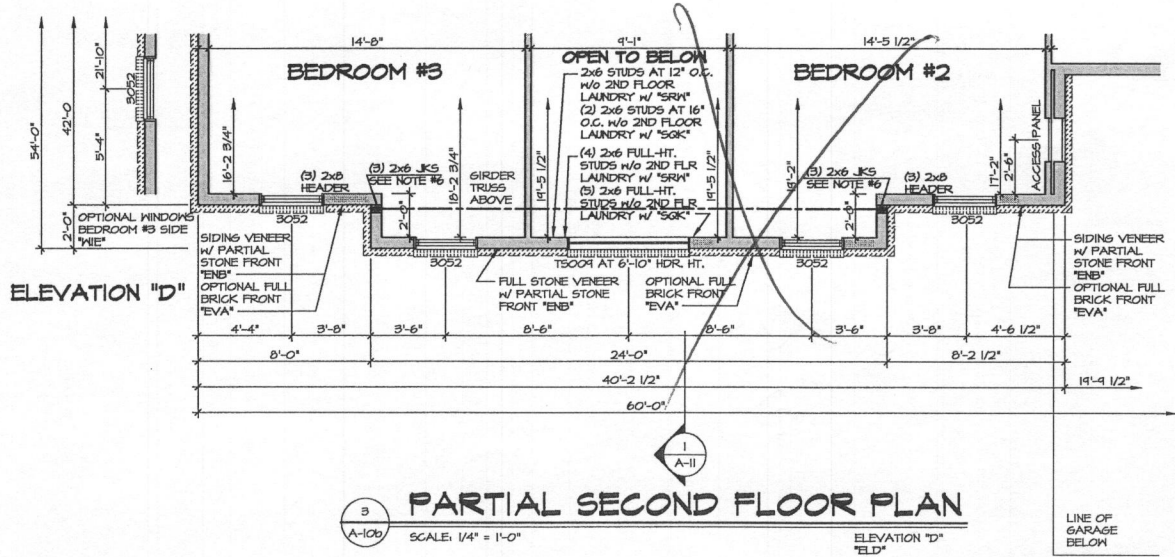 14'-8"
9'-1"
14'-5 1/2"
BEDROOM #3
OPEN TO BELOW
BEDROOM #2
2x6 STUDS AT 12" O.C.
W/o 2ND FLOOR
LAUNDRY w/ "SRW"
(2) 2x6 STUDS AT 16"
O.C. W/o 2ND FLOOR
LAUNDRY w/ "SQK"
(4) 2x6 FULL-HT.
STUDS w/o 2ND FLR
LAUNDRY w/ "SRW"
(5) 2x6 FULL-HT.
STUDS w/o 2ND FLR
LAUNDRY w/ "SQK"
54'-0"
42'-0
2'-0"
21'-10"
5'-4"
3052
16'-2 3/4"
(3) 2x8
HEADER
(3) 2x6 JKS
SEE NOTE #6
18'-2 3/4"
GIRDER
TRUSS
ABOVE
19'-5 1/2"
19'-5 1/2"
19'-2"
(3) 2x6 JKS
SEE NOTE #6
(3) 2x8
HEADER
17'-2"
2'-6"
ACCESS PANEL
2'-0"
2'-0"
3052
3052
OPTIONAL WINDOWS
BEDROOM #3 SIDE
"WIE"
SIDING VENEER
W/ PARTIAL
STONE FRONT
"ENB"
OPTIONAL FULL
BRICK FRONT
"EVA"
3052
TS009 AT 6'-10" HDR. HT.
3052
FULL STONE VENEER
W/ PARTIAL STONE
FRONT "ENB"
OPTIONAL FULL
BRICK FRONT
"EVA"
SIDING VENEER
W/ PARTIAL
STONE FRONT
"ENB"
OPTIONAL FULL
BRICK FRONT
"EVA"
ELEVATION "D"
4'-4"
3'-8"
3'-6"
8'-6"
8'-6"
3'-6"
3'-8"
4'-6 1/2"
8'-0"
24'-0"
8'-2 1/2"
40'-2 1/2"
19'-9 1/2"
60'-0"
1
A-11
3
A-10b
PARTIAL SECOND FLOOR PLAN
SCALE: 1/4" = 1'-0"
ELEVATION "D"
"ELD"
LINE OF
GARAGE
BELOW